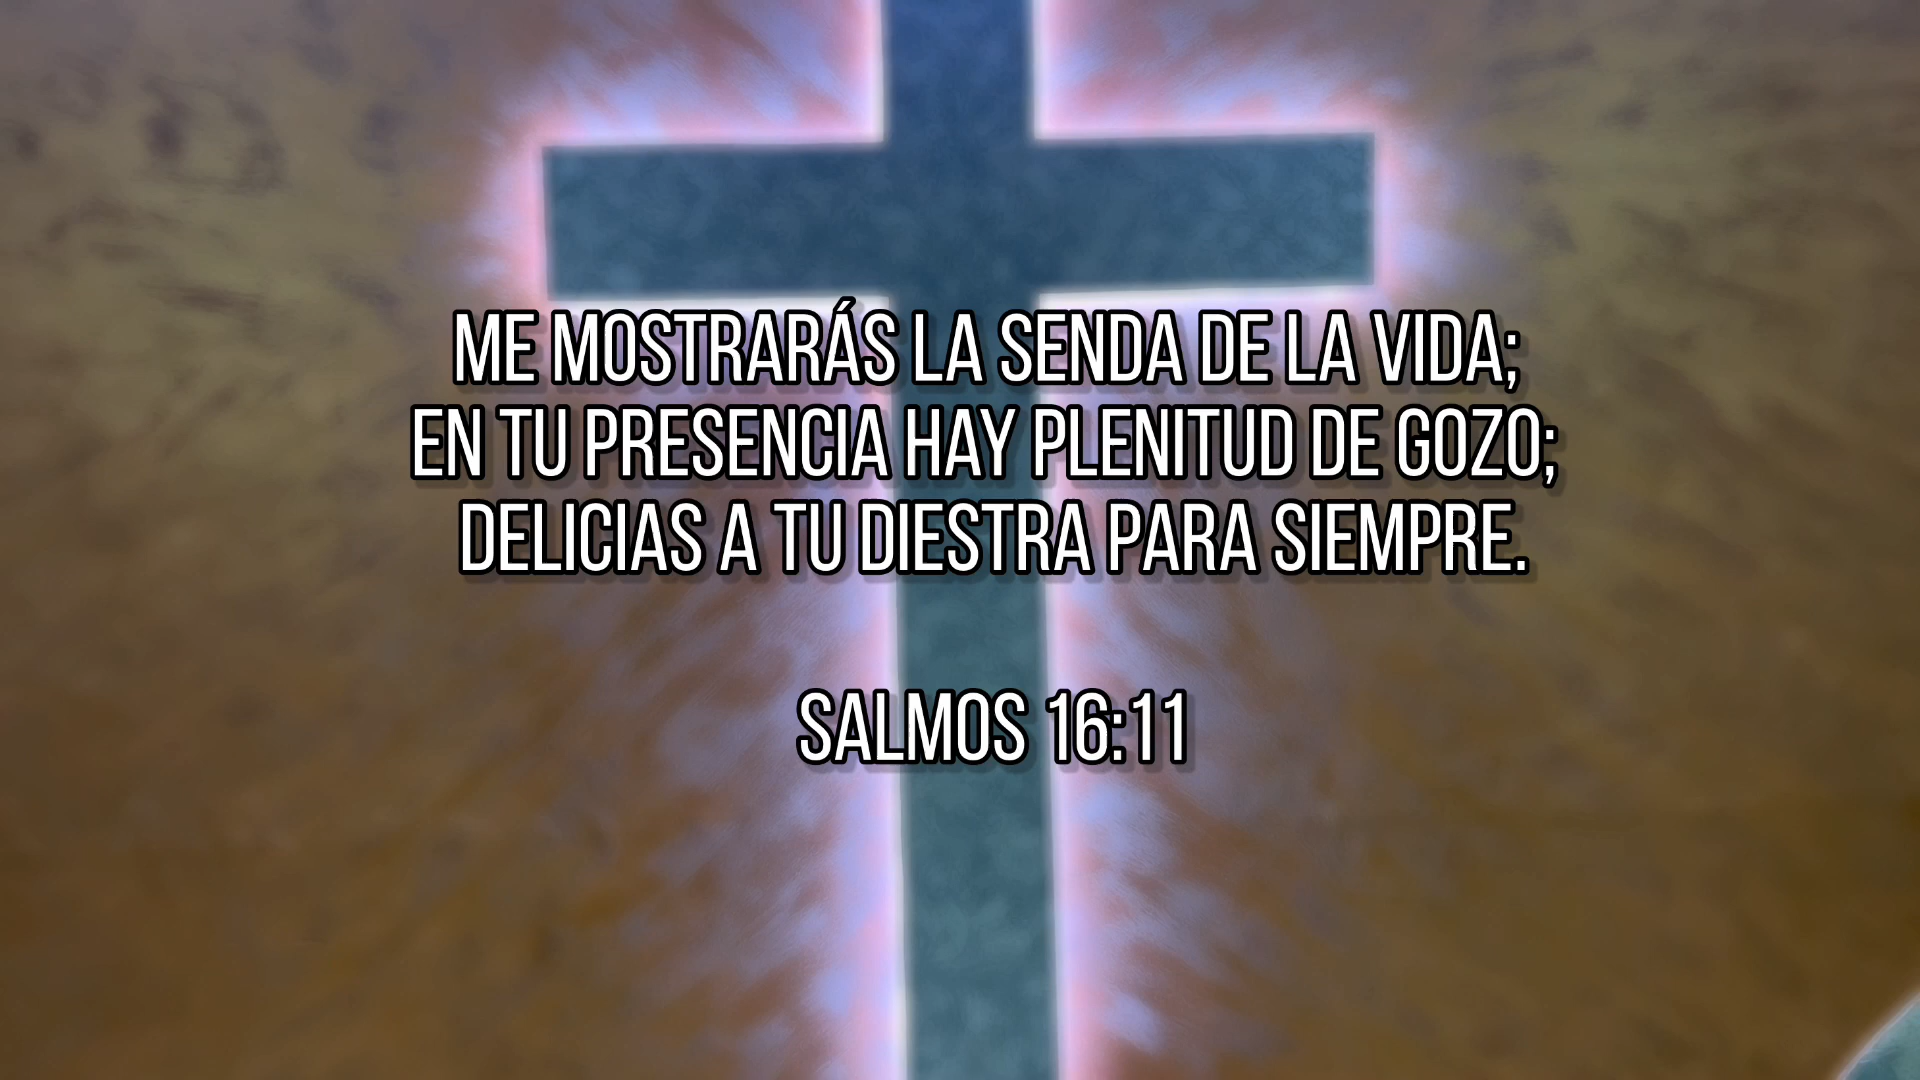 ME MOSTRARÁS LA SENDA DE LA VIDA;
EN TU PRESENCIA HAY PLENITUD DE GOZO;
DELICIAS A TU DIESTRA PARA SIEMPRE.
SALMOS 16:11